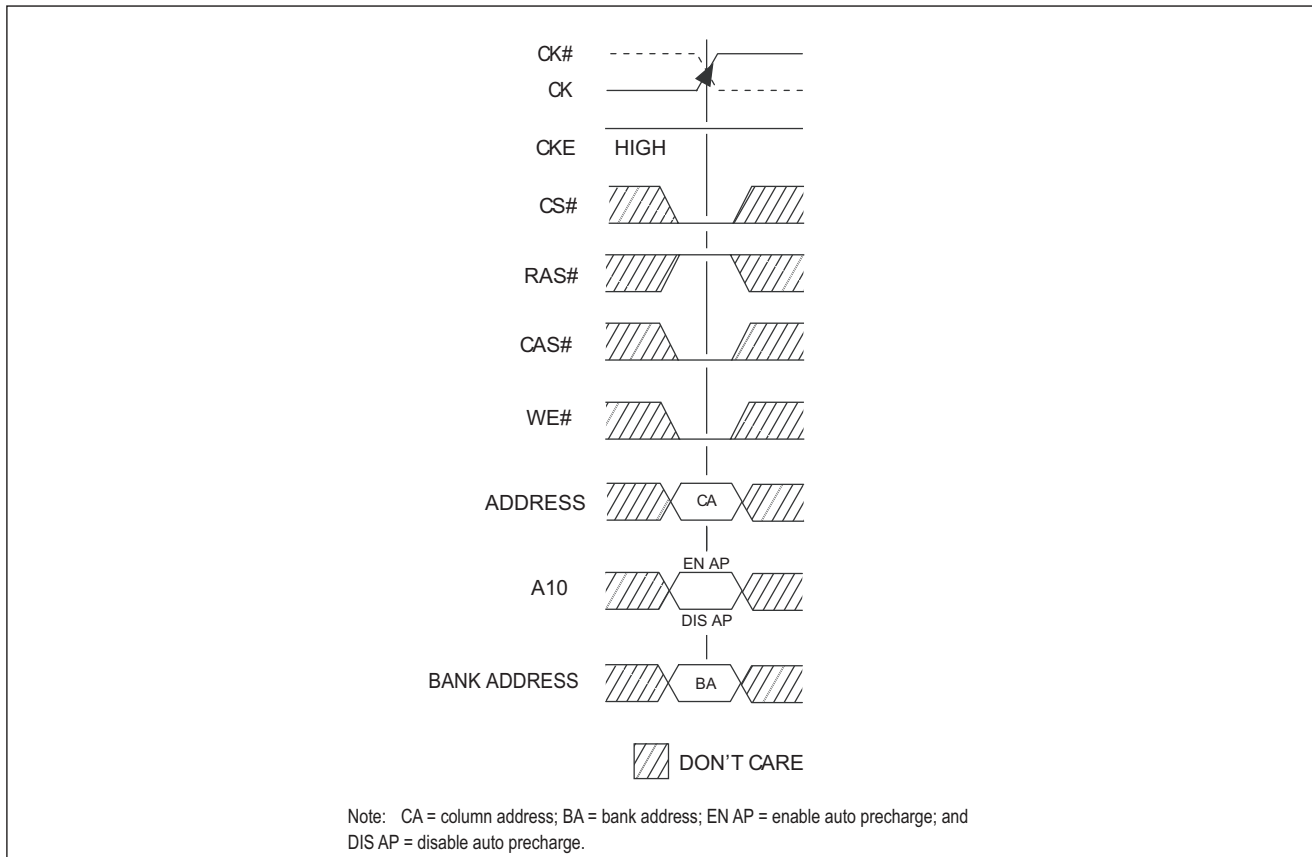 CK#
CK
CKE HIGH
CS#
RAS#
CAS#
WE#
ADDRESS CA
EN AP
A10
DIS AP
BANK ADDRESS BA
DON'T CARE
Note: CA = column address; BA = bank address; EN AP = enable auto precharge; and
DIS AP = disable auto precharge.